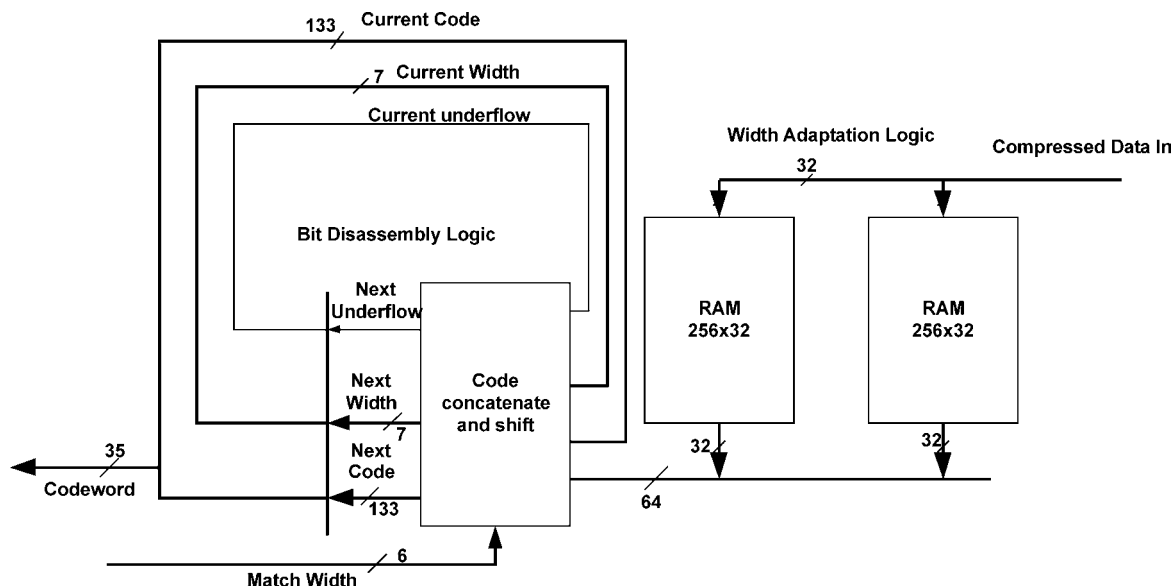 133
Current Code
7
Current Width
Current underflow
Width Adaptation Logic
Compressed Data In
32
Bit Disassembly Logic
Next
Underflow
RAM
256x32
RAM
256x32
Next
Width
7
Code
concatenate
and shift
35
Codeword
Next
Code
133
32
32
64
6
Match Width